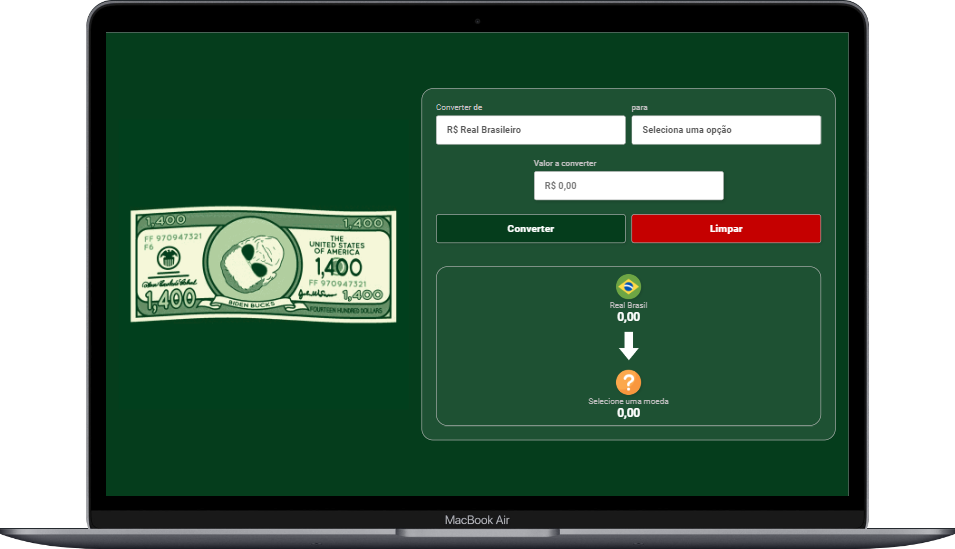 Converter de
para
R$ Real Brasileiro
Seleciona uma opção
Valor a converter
R$ 0,00
Converter
Limpar
1,400
1,400
FF 970947321
F6
THE
UNITED STATES
OF AMERICA
1,400
FF 970947321
1,400
1,400
BIDEN BUCKS
FOURTEEN HUNDRED DOLLARS
Real Brasil
0,00
?
Selecione uma moeda
0,00
MacBook Air